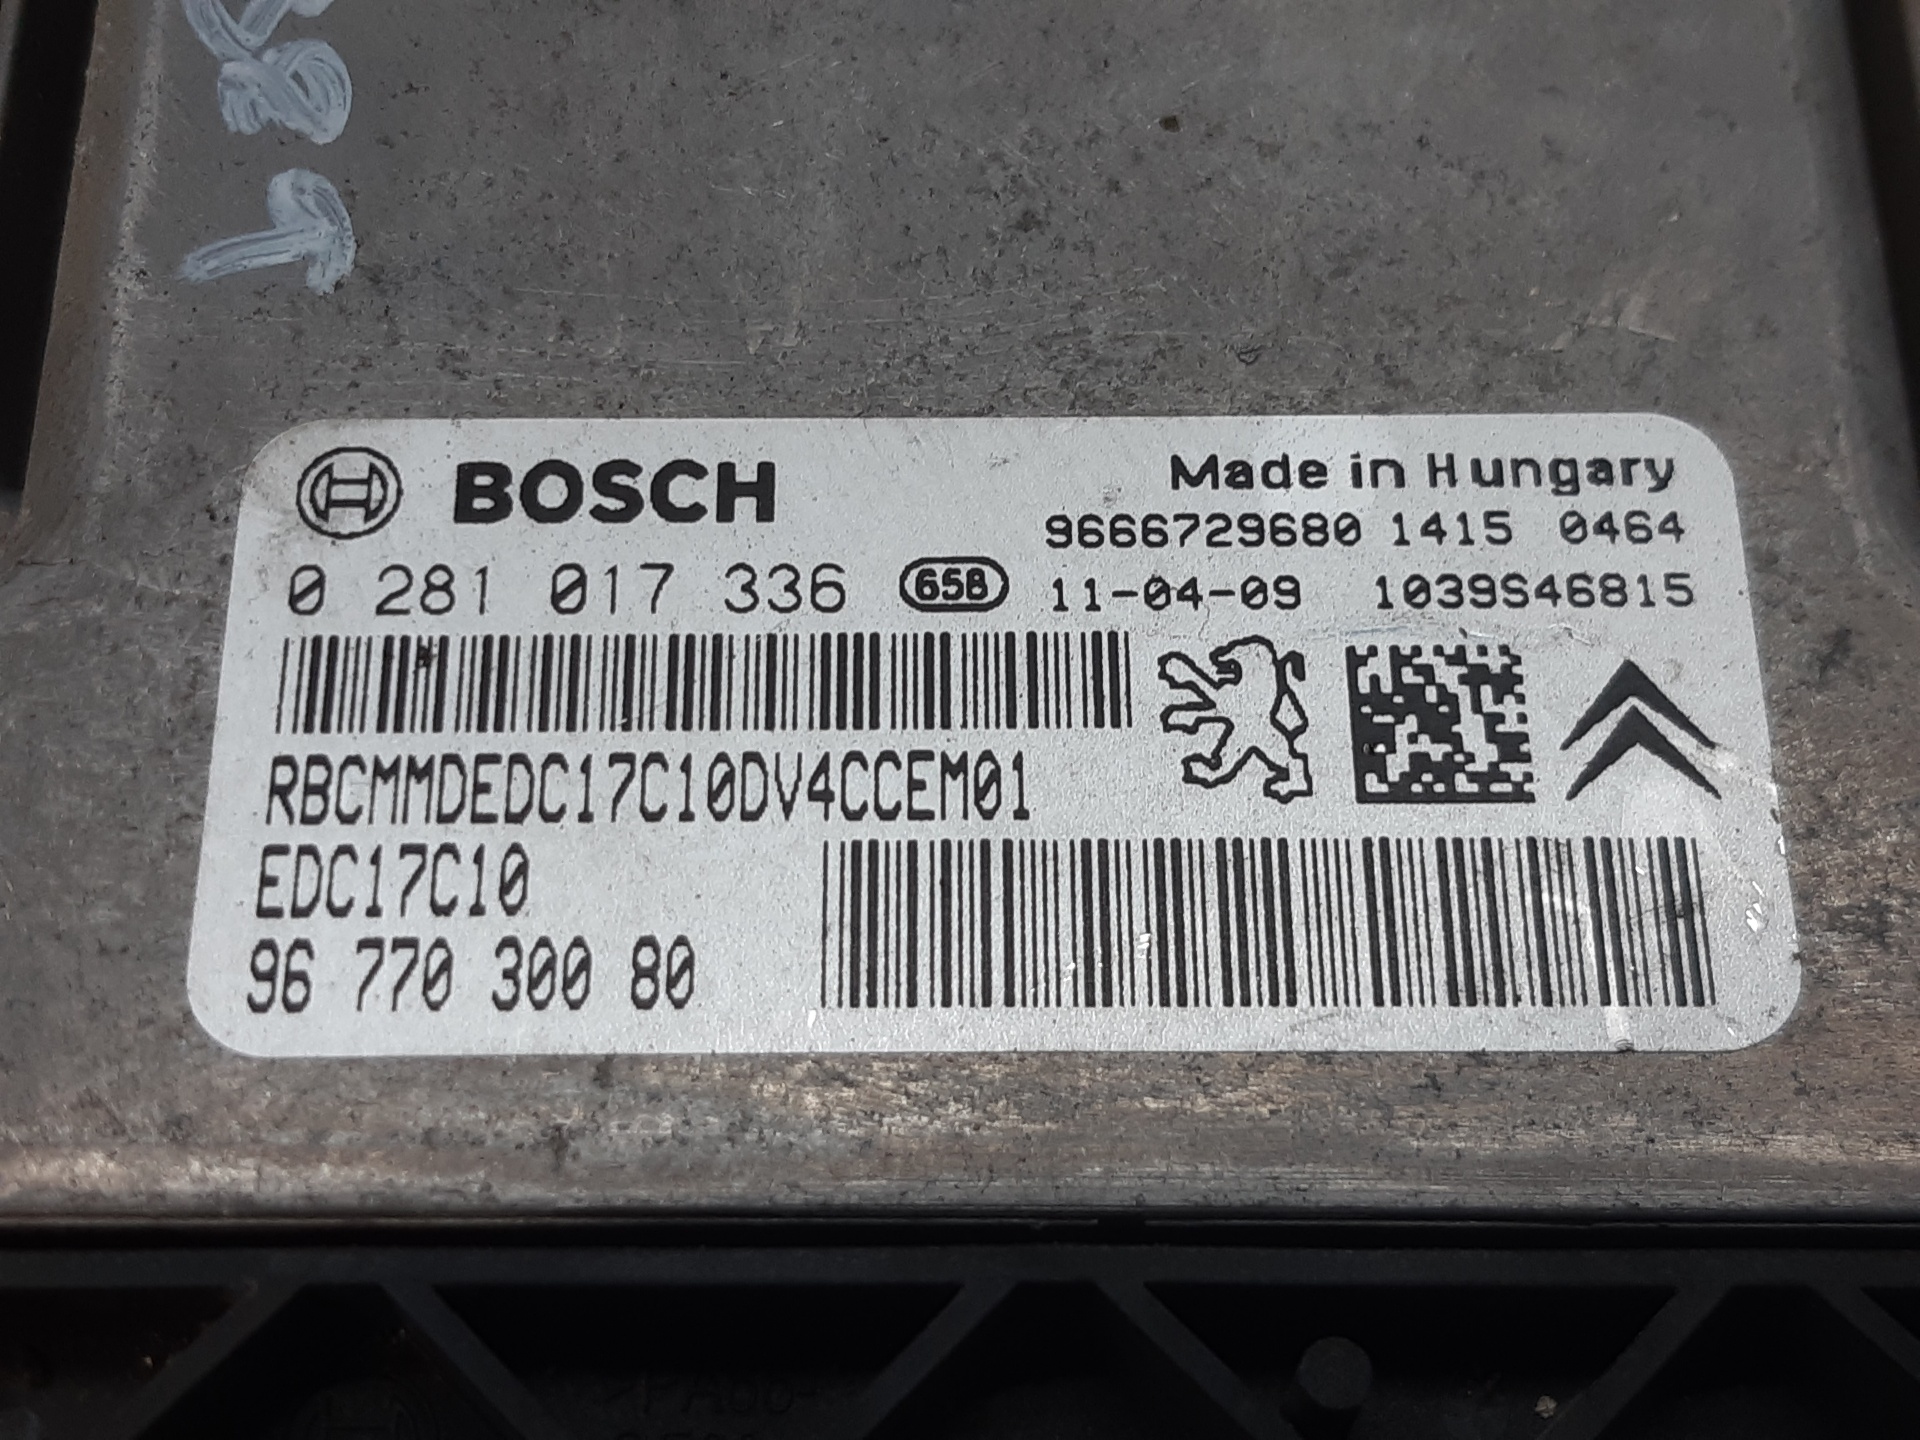 BOSCH
Made in Hungary
9666729680 1415 0464
0 281 017 336 658 11-04-09 1039S46815
RBCMMDEDC17C10DV4CCEM01
EDC17C10
96 770 300 80